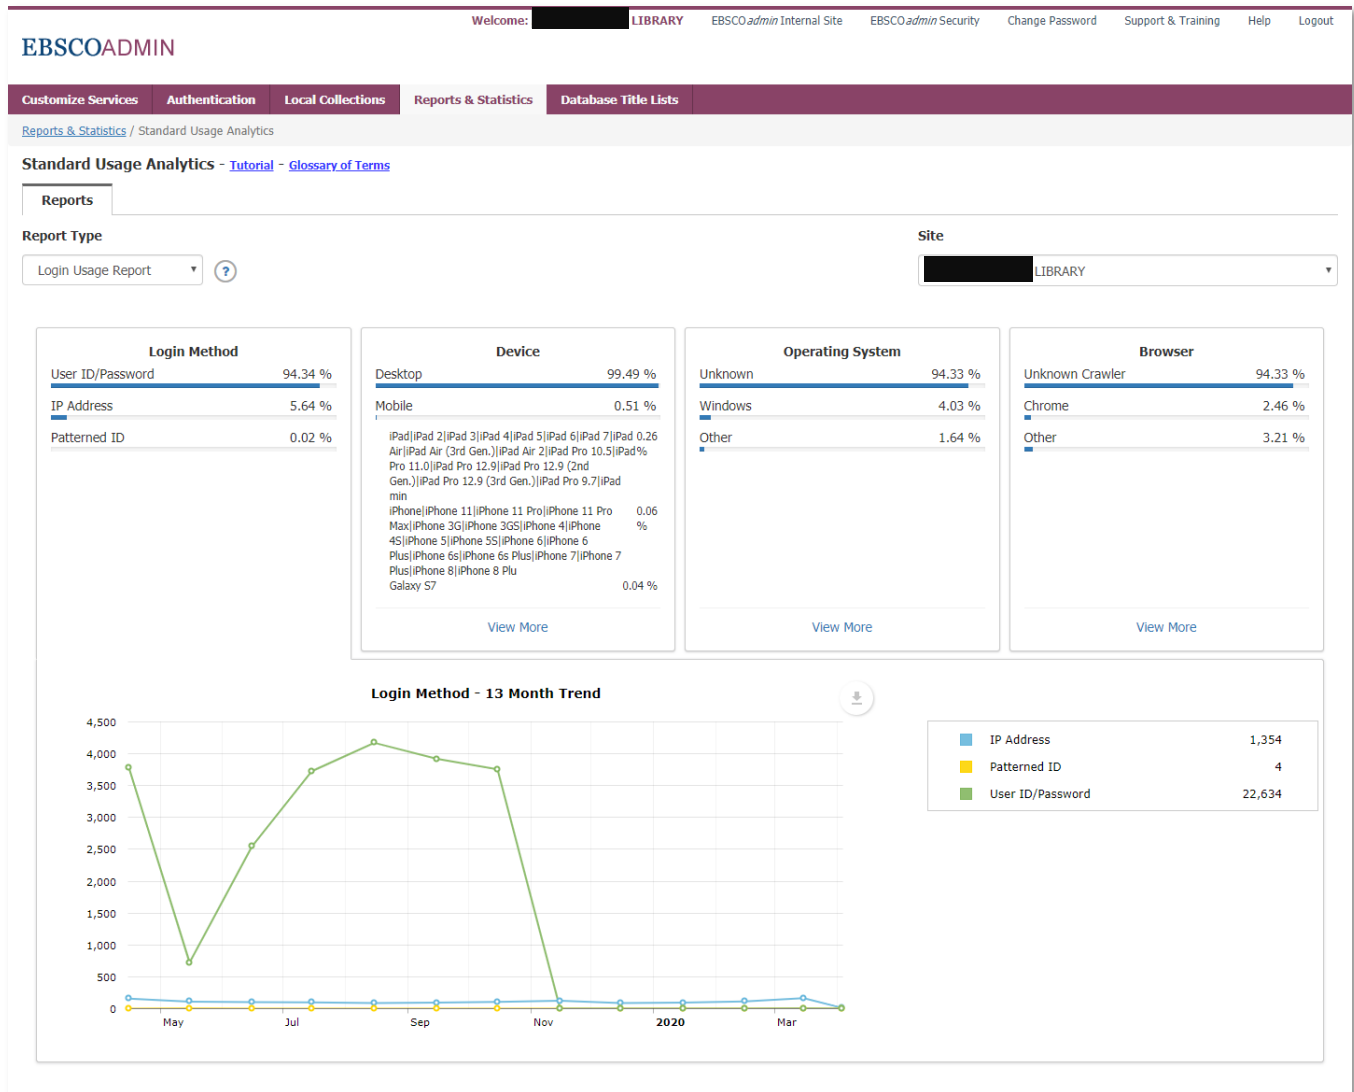 Welcome: LIBRARY EBSCOadmin Internal Site EBSCOadmin Security Change Password Support & Training Help Logout
EBSCOADMIN
Customize Services Authentication Local Collections Reports & Statistics Database Title Lists
Reports & Statistics / Standard Usage Analytics
Standard Usage Analytics - Tutorial - Glossary of Terms
Reports
Report Type
Login Usage Report
?
Site
LIBRARY
Login Method
User ID/Password 94.34 %
IP Address 5.64 %
Patterned ID 0.02 %
Device
Desktop 99.49 %
Mobile 0.51 %
iPad|iPad 2|iPad 3|iPad 4|iPad 5|iPad 6|iPad 7|iPad 0.26
Air|iPad Air (3rd Gen.)|iPad Air 2|iPad Pro 10.5|iPad %
Pro 11.0|iPad Pro 12.9|iPad Pro 12.9 (2nd
Gen.)|iPad Pro 12.9 (3rd Gen.)|iPad Pro 9.7|iPad
min
iPhone|iPhone 11|iPhone 11 Pro|iPhone 11 Pro 0.06
Max|iPhone 3G|iPhone 3GS|iPhone 4|iPhone %
4S|iPhone 5|iPhone 5S|iPhone 6|iPhone 6
Plus|iPhone 6s|iPhone 6s Plus|iPhone 7|iPhone 7
Plus|iPhone 8|iPhone 8 Plu
Galaxy S7 0.04 %
View More
Operating System
Unknown 94.33 %
Windows 4.03 %
Other 1.64 %
View More
Browser
Unknown Crawler 94.33 %
Chrome 2.46 %
Other 3.21 %
View More
Login Method - 13 Month Trend
4,500
4,000
3,500
3,000
2,500
2,000
1,500
1,000
500
0
May Jul Sep Nov 2020 Mar
IP Address 1,354
Patterned ID 4
User ID/Password 22,634